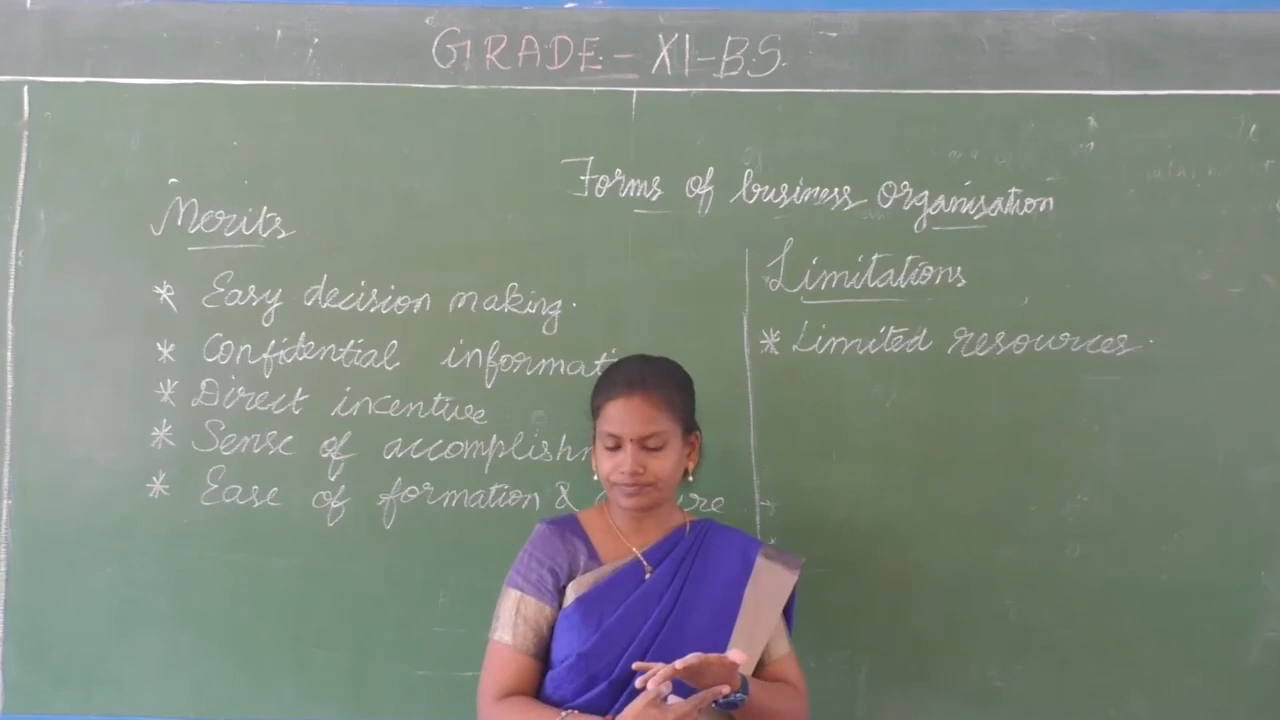 GRADE - XI-B.S.
Forms of business organisation
Merits
* Easy decision making.
* Confidential
* Direct incentive
* Sense of
* Ease of formation &
Limitations
* Limited resources.